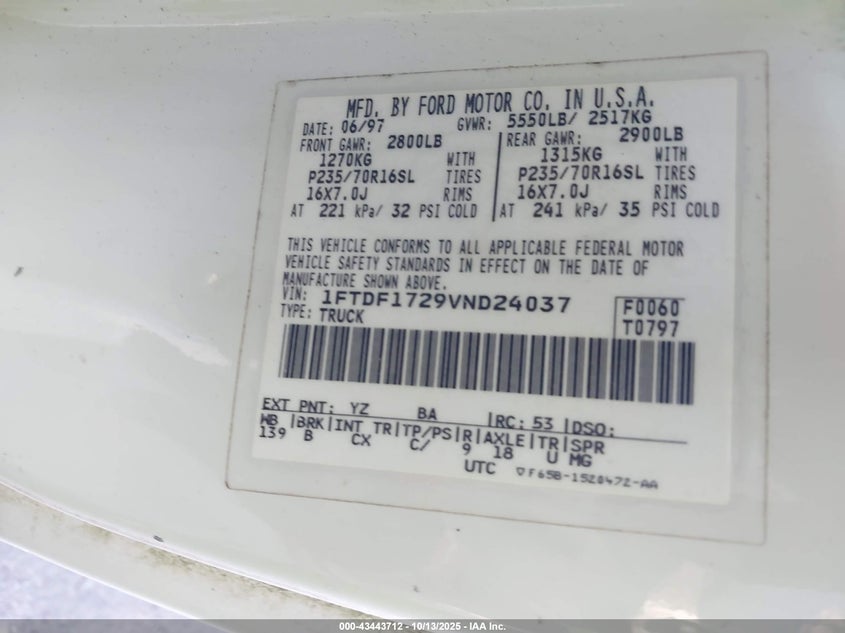 MFD. BY FORD MOTOR CO. IN U.S.A.
DATE: 06/97 GVWR: 5550LB/ 2517KG
FRONT GAWR: 2800LB REAR GAWR: 2900LB
1270KG WITH 1315KG WITH
P235/70R16SL TIRES P235/70R16SL TIRES
16X7.0J RIMS 16X7.0J RIMS
AT 221 kPa/ 32 PSI COLD AT 241 kPa/ 35 PSI COLD
THIS VEHICLE CONFORMS TO ALL APPLICABLE FEDERAL MOTOR
VEHICLE SAFETY STANDARDS IN EFFECT ON THE DATE OF
MANUFACTURE SHOWN ABOVE.
VIN: 1FTDF1729VND24037 F0060
TYPE: TRUCK T0797
EXT PNT: YZ BA RC: 53 DSO:
WB BRK INT TR TP/PS R AXLE TR SPR
139 B CX C/ 9 18 U MG
UTC ▽F65B-1520472-AA
000-43443712 - 10/13/2025 - IAA Inc.